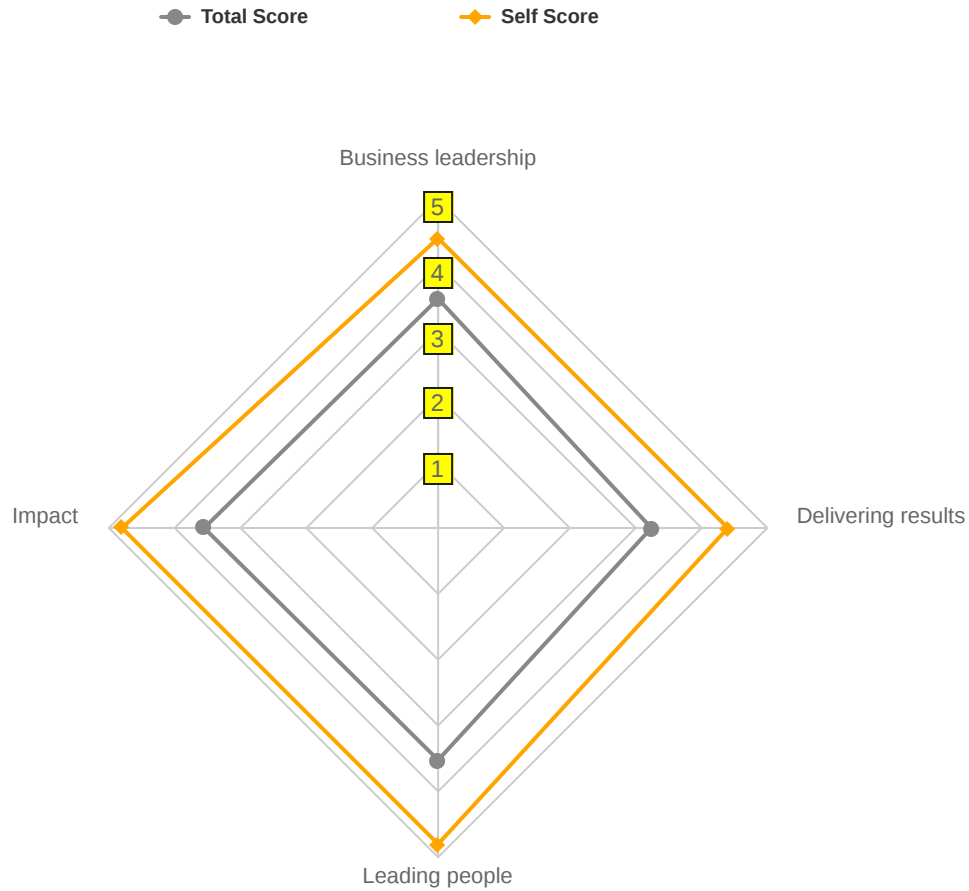 Total Score
Self Score
Business leadership
5
4
3
2
1
Impact
Delivering results
Leading people